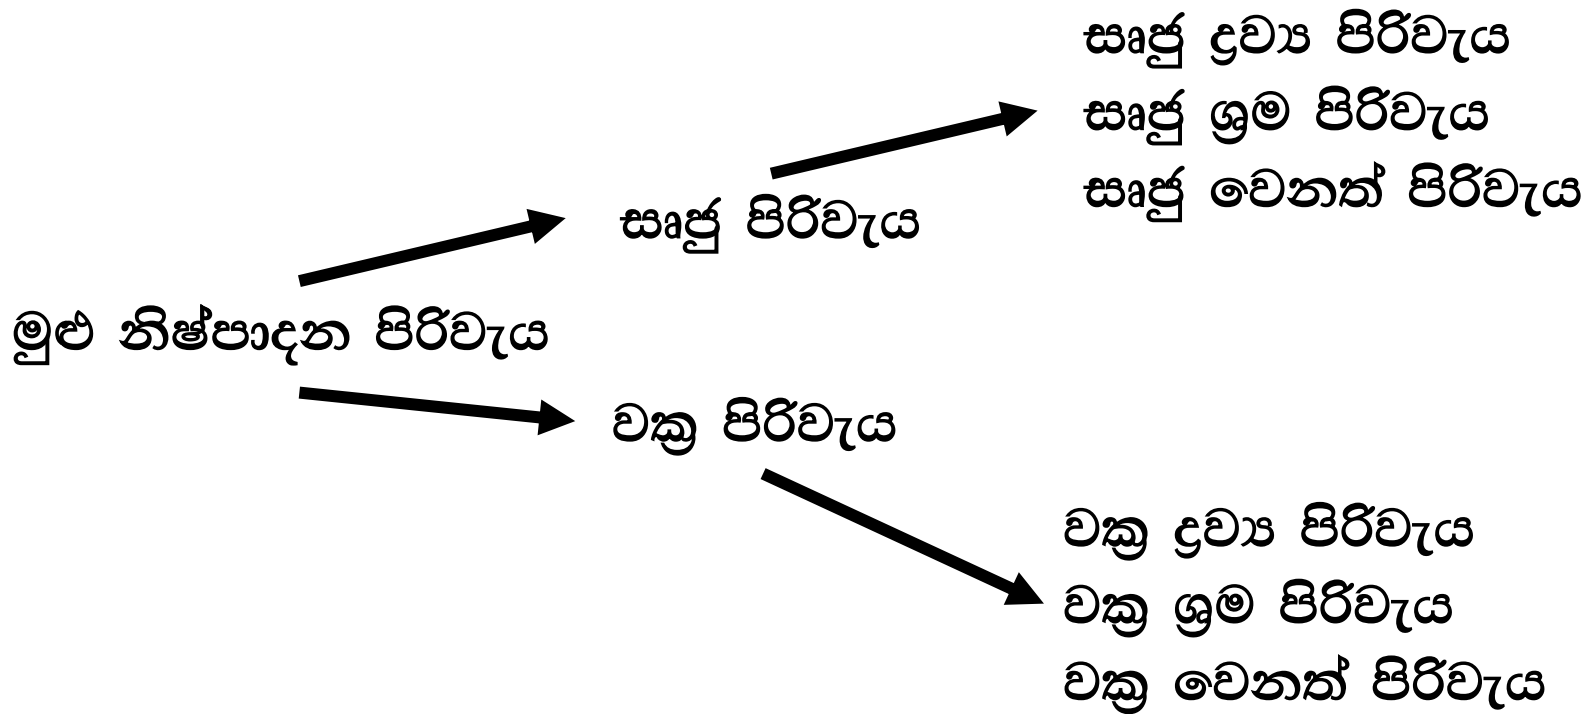 සෘජු ද්‍රව්‍ය පිරිවැය
සෘජු ශ්‍රම පිරිවැය
සෘජු වෙනත් පිරිවැය
සෘජු පිරිවැය
මුළු නිෂ්පාදන පිරිවැය
වක්‍ර පිරිවැය
වක්‍ර ද්‍රව්‍ය පිරිවැය
වක්‍ර ශ්‍රම පිරිවැය
වක්‍ර වෙනත් පිරිවැය